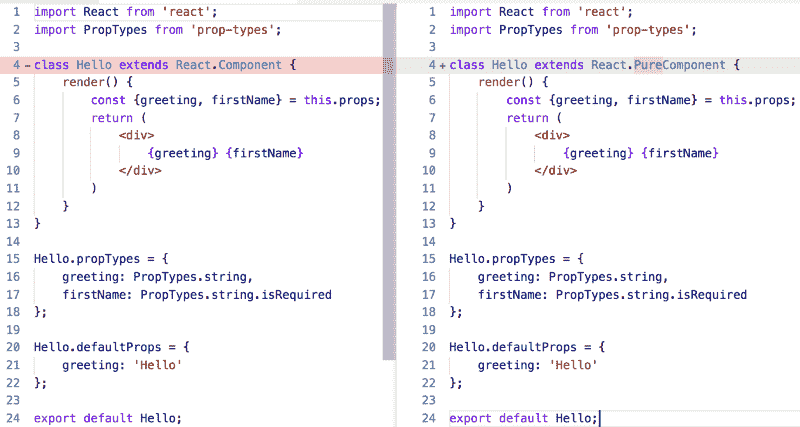 1 import React from 'react';
2 import PropTypes from 'prop-types';
3
4 – class Hello extends React.Component {
5 render() {
6 const {greeting, firstName} = this.props;
7 return (
8 <div>
9 {greeting} {firstName}
10 </div>
11 )
12 }
13 }
14
15 Hello.propTypes = {
16 greeting: PropTypes.string,
17 firstName: PropTypes.string.isRequired
18 };
19
20 Hello.defaultProps = {
21 greeting: 'Hello'
22 };
23
24 export default Hello;
1 import React from 'react';
2 import PropTypes from 'prop-types';
3
4 + class Hello extends React.PureComponent {
5 render() {
6 const {greeting, firstName} = this.props;
7 return (
8 <div>
9 {greeting} {firstName}
10 </div>
11 )
12 }
13 }
14
15 Hello.propTypes = {
16 greeting: PropTypes.string,
17 firstName: PropTypes.string.isRequired
18 };
19
20 Hello.defaultProps = {
21 greeting: 'Hello'
22 };
23
24 export default Hello;